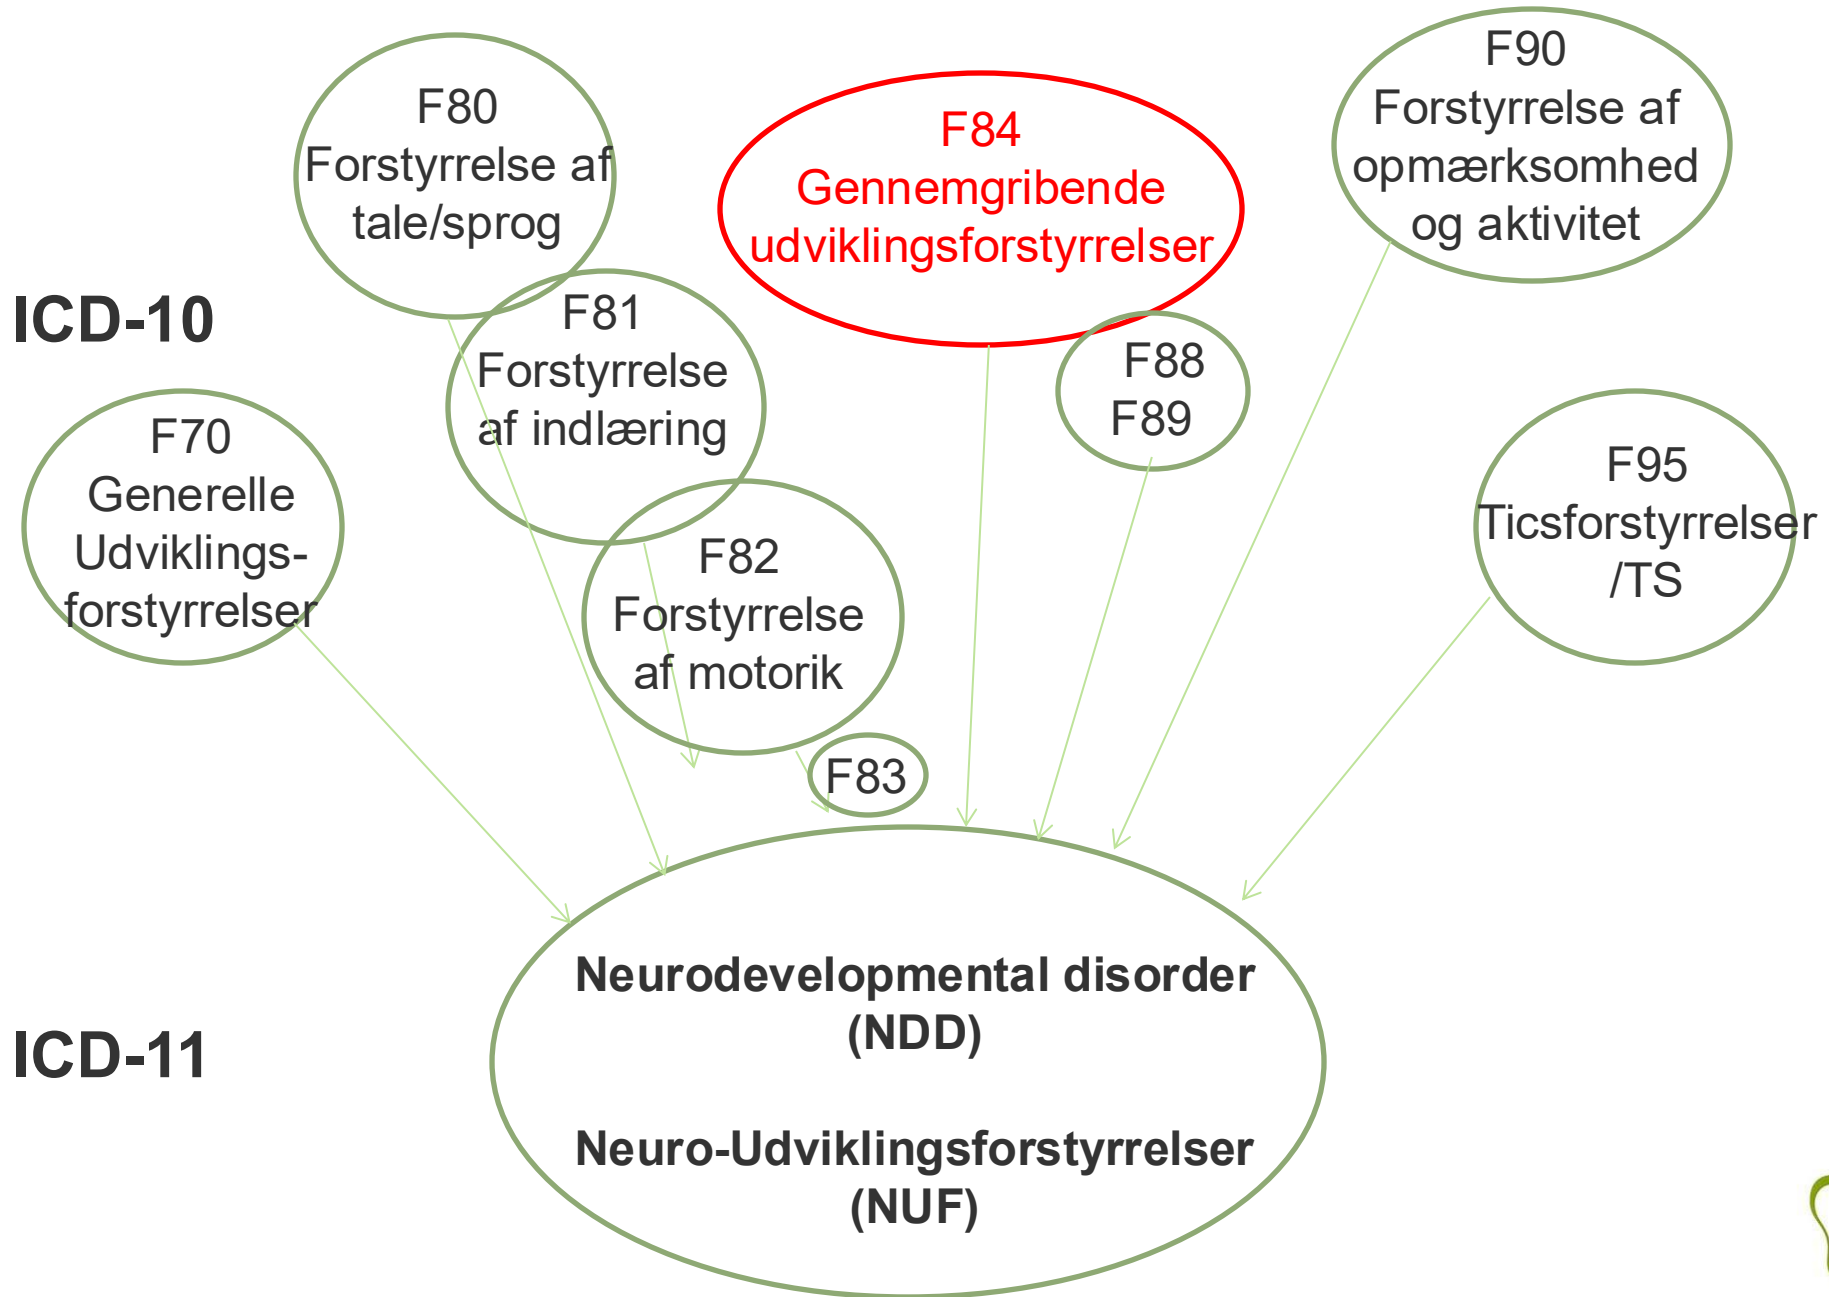 F80
Forstyrrelse af
tale/sprog
F84
Gennemgribende
udviklingsforstyrrelser
F90
Forstyrrelse af
opmærksomhed
og aktivitet
ICD-10
F81
Forstyrrelse
af indlæring
F88
F89
F70
Generelle
Udviklings-
forstyrrelser
F82
Forstyrrelse
af motorik
F95
Ticsforstyrrelser
/TS
F83
ICD-11
Neurodevelopmental disorder
(NDD)
Neuro-Udviklingsforstyrrelser
(NUF)